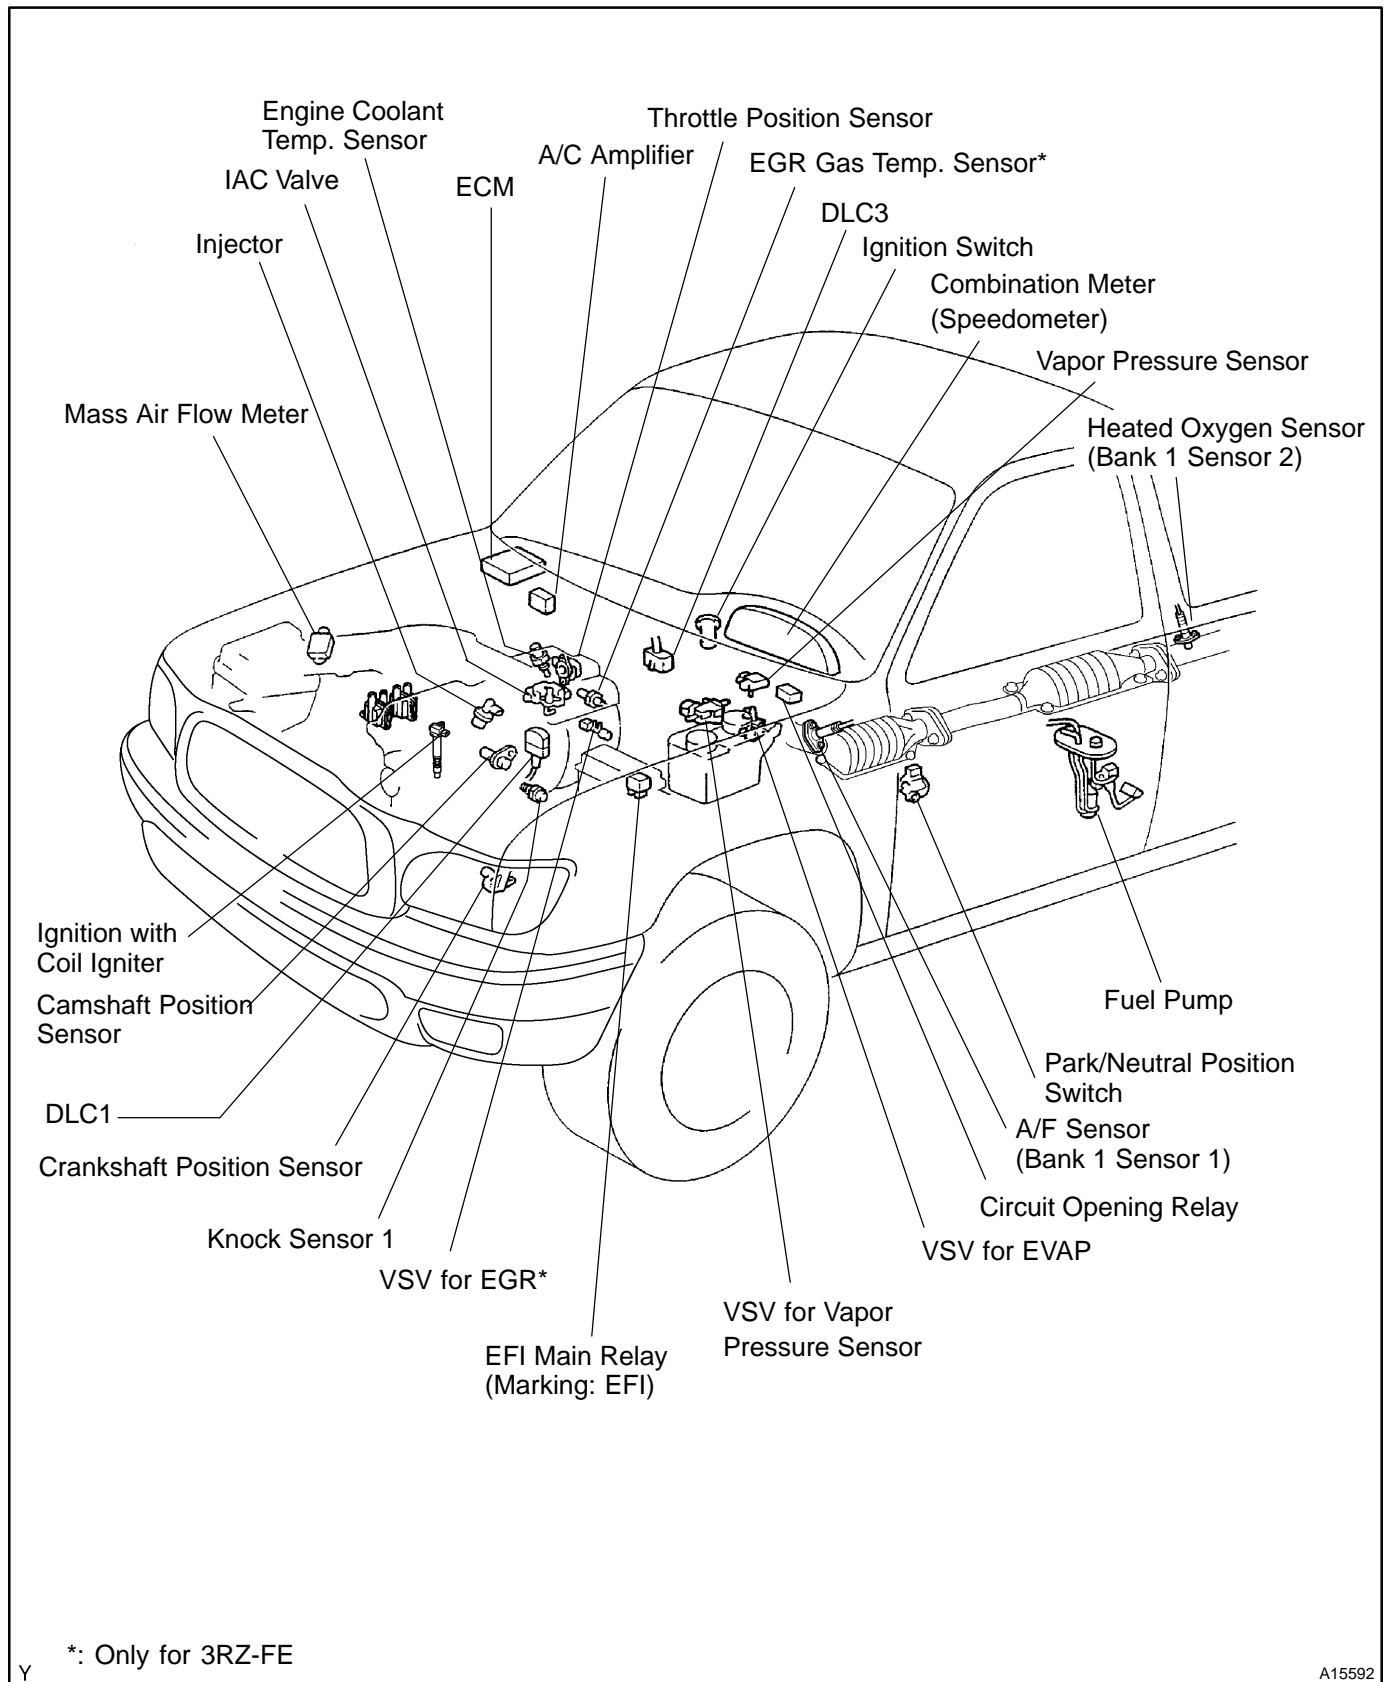 Engine Coolant
Temp. Sensor
Throttle Position Sensor
A/C Amplifier
EGR Gas Temp. Sensor*
IAC Valve
ECM
DLC3
Injector
Ignition Switch
Combination Meter
(Speedometer)
Vapor Pressure Sensor
Mass Air Flow Meter
Heated Oxygen Sensor
(Bank 1 Sensor 2)
Ignition with
Coil Igniter
Camshaft Position
Sensor
Fuel Pump
Park/Neutral Position
Switch
DLC1
A/F Sensor
(Bank 1 Sensor 1)
Crankshaft Position Sensor
Circuit Opening Relay
Knock Sensor 1
VSV for EVAP
VSV for EGR*
VSV for Vapor
Pressure Sensor
EFI Main Relay
(Marking: EFI)
*: Only for 3RZ-FE
Y
A15592